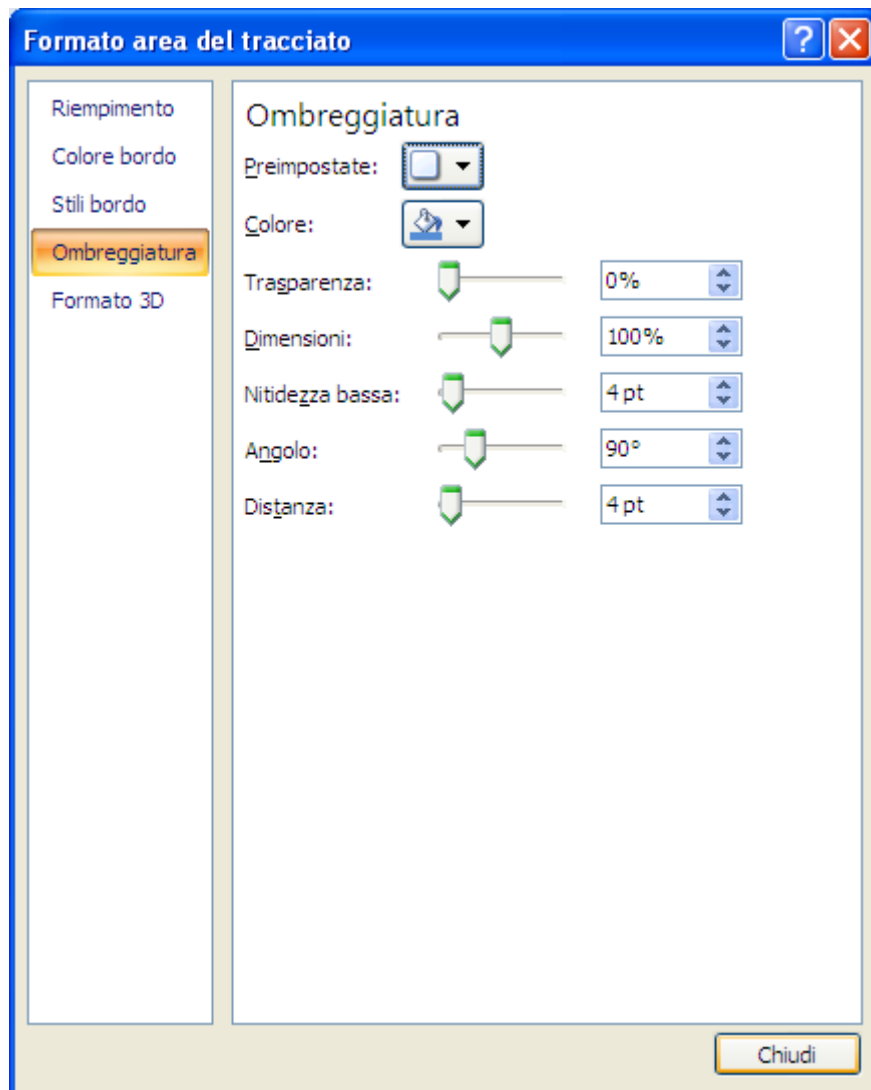 Formato area del tracciato
Riempimento
Colore bordo
Stili bordo
Ombreggiatura
Formato 3D
Ombreggiatura
Preimpostate:
Colore:
Trasparenza: 0%
Dimensioni: 100%
Nitidezza bassa: 4 pt
Angolo: 90°
Distanza: 4 pt
Chiudi